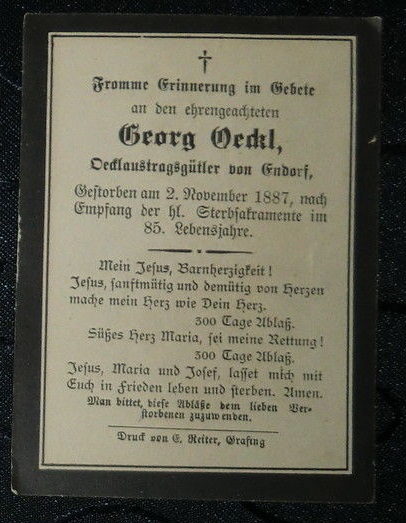 †
Fromme Erinnerung im Gebete
an den ehrengeachteten
Georg Oeckl,
Oecklaustragsgütler von Endorf,
Gestorben am 2. November 1887, nach
Empfang der hl. Sterbsakramente im
85. Lebensjahre.
Mein Jesus, Barnherzigkeit!
Jesus, sanftmütig und demütig von Herzen
mache mein Herz wie Dein Herz.
300 Tage Ablaß.
Süßes Herz Maria, sei meine Rettung!
300 Tage Ablaß.
Jesus, Maria und Josef, lasset mich mit
Euch in Frieden leben und sterben. Amen.
Man bittet, diese Abläße dem lieben Ver-
storbenen zuzuwenden.
Druck von E. Reiter, Grafing